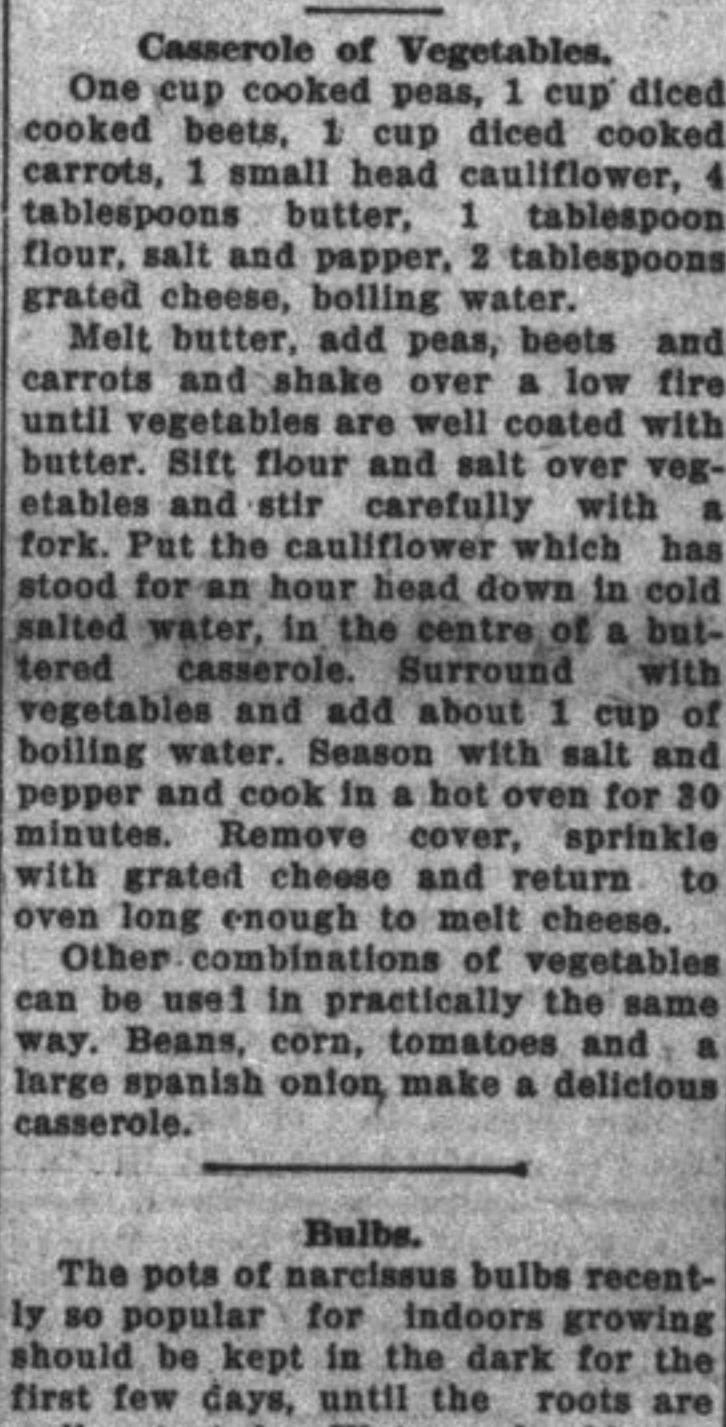 Casserole of Vegetables.
One cup cooked peas, 1 cup diced
cooked beets, 1 cup diced cooked
carrots, 1 small head cauliflower, 4
tablespoons butter, 1 tablespoon
flour, salt and papper, 2 tablespoons
grated cheese, boiling water.
Melt butter, add peas, beets and
carrots and shake over a low fire
until vegetables are well coated with
butter. Sift flour and salt over veg-
etables and stir carefully with a
fork. Put the cauliflower which has
stood for an hour head down in cold
salted water, in the centre of a but-
tered casserole. Surround with
vegetables and add about 1 cup of
boiling water. Season with salt and
pepper and cook in a hot oven for 30
minutes. Remove cover, sprinkle
with grated cheese and return to
oven long enough to melt cheese.
Other combinations of vegetables
can be used in practically the same
way. Beans, corn, tomatoes and a
large spanish onion, make a delicious
casserole.
Bulbs.
The pots of narcissus bulbs recent-
ly so popular for indoors growing
should be kept in the dark for the
first few days, until the roots are